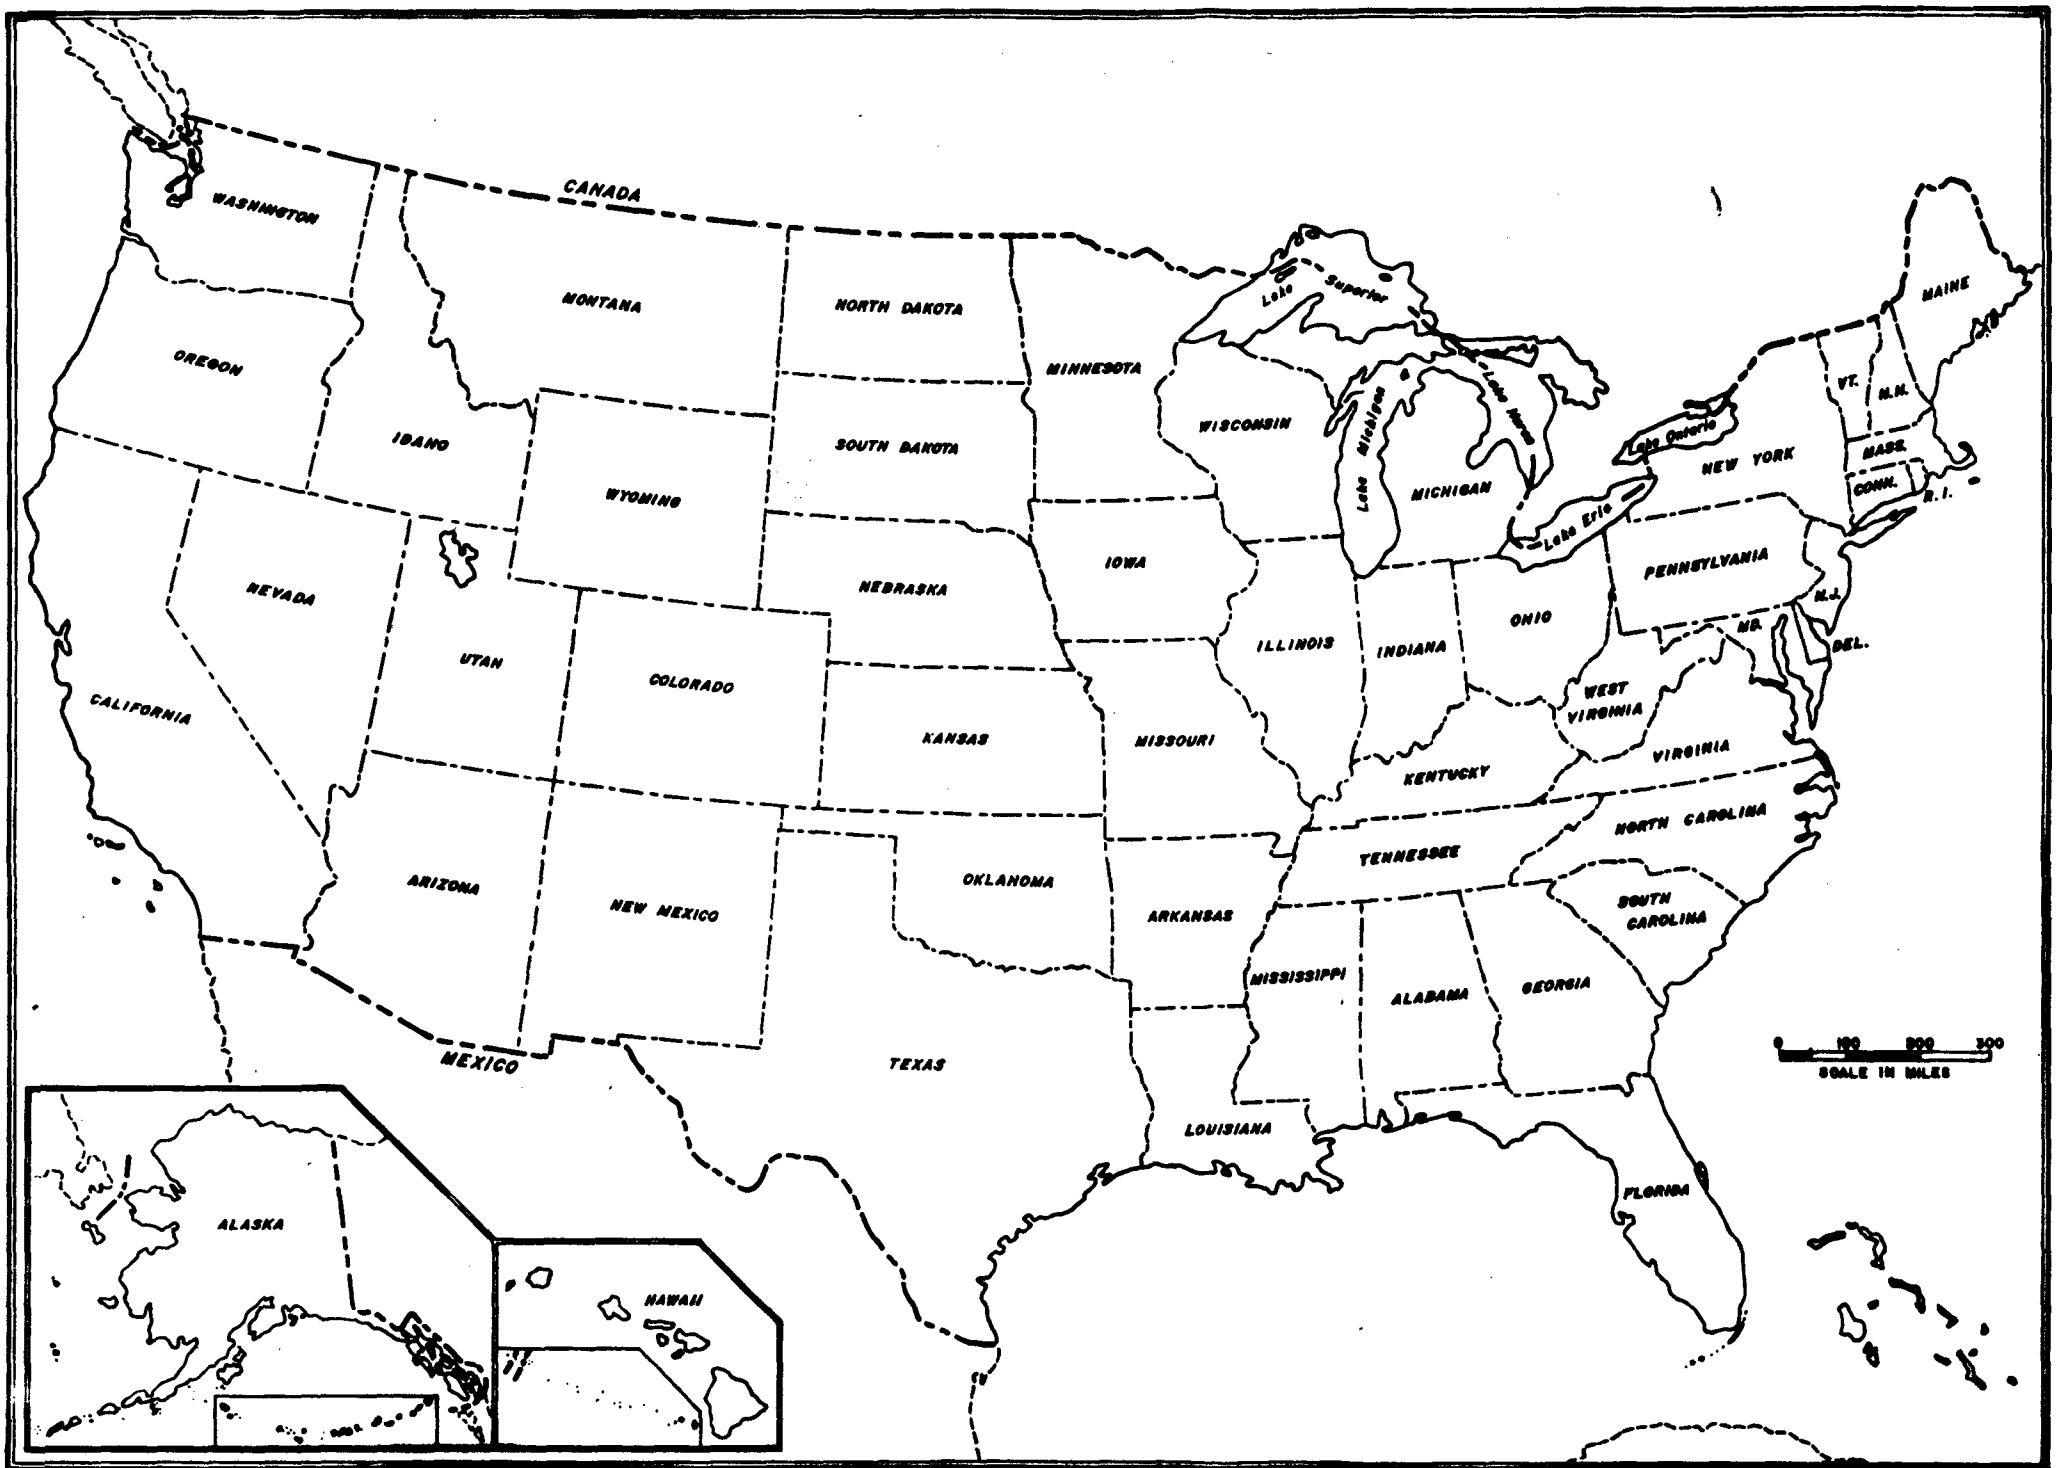 CANADA
WASHINGTON
MONTANA
NORTH DAKOTA
MINNESOTA
Lake Superior
MAINE
OREGON
IDAHO
WYOMING
SOUTH DAKOTA
WISCONSIN
Lake Michigan
Lake Huron
MICHIGAN
Lake Ontario
NEW YORK
VT.
N.H.
MASS.
CONN.
R.I.
Lake Erie
NEVADA
UTAH
COLORADO
NEBRASKA
IOWA
ILLINOIS
INDIANA
OHIO
PENNSYLVANIA
N.J.
MD.
DEL.
CALIFORNIA
KANSAS
MISSOURI
KENTUCKY
WEST
VIRGINIA
VIRGINIA
ARIZONA
NEW MEXICO
OKLAHOMA
ARKANSAS
TENNESSEE
NORTH CAROLINA
SOUTH
CAROLINA
MISSISSIPPI
ALABAMA
GEORGIA
MEXICO
TEXAS
LOUISIANA
FLORIDA
0 100 200 300
SCALE IN MILES
ALASKA
HAWAII